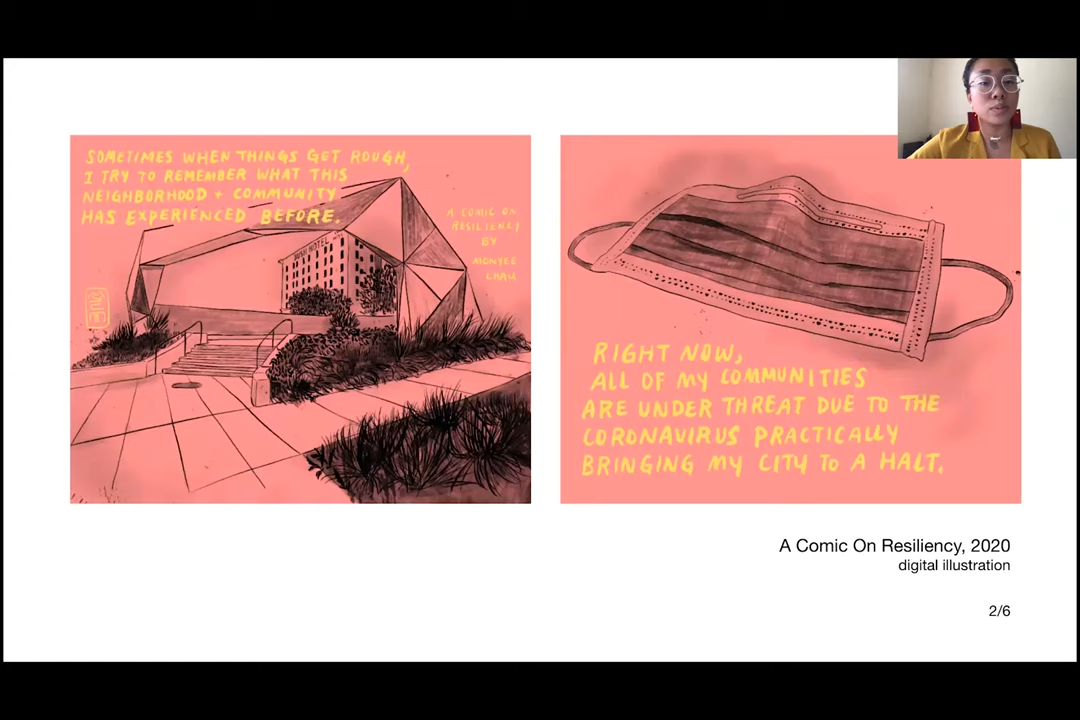 SOMETIMES WHEN THINGS GET ROUGH,
I TRY TO REMEMBER WHAT THIS
NEIGHBORHOOD + COMMUNITY
HAS EXPERIENCED BEFORE.
A COMIC ON
RESILIENCY
BY
MONYEE
CHAU
HOTEL
RIGHT NOW,
ALL OF MY COMMUNITIES
ARE UNDER THREAT DUE TO THE
CORONAVIRUS PRACTICALLY
BRINGING MY CITY TO A HALT.
A Comic On Resiliency, 2020
digital illustration
2/6